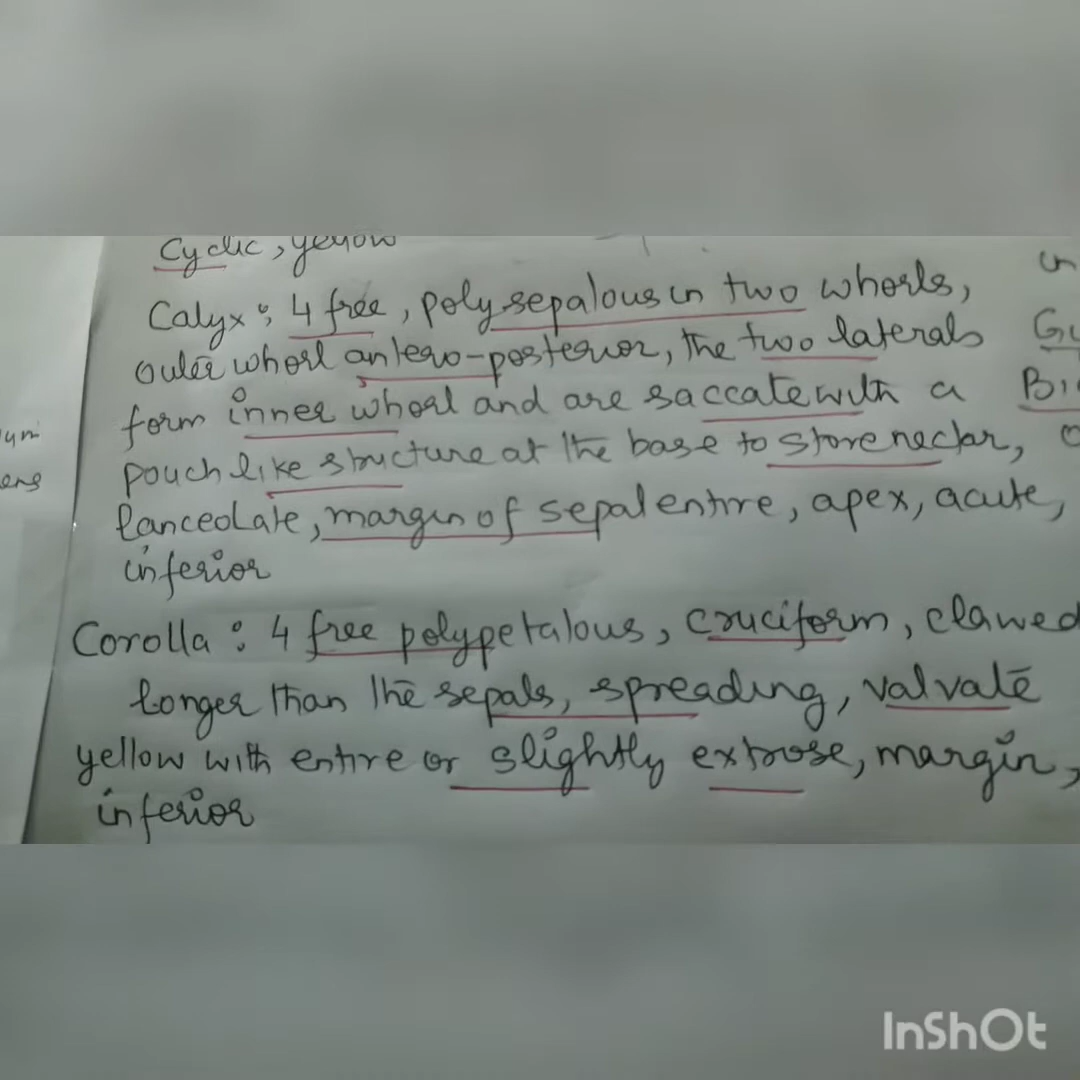 Cyclic, yellow
Calyx : 4 free, polysepalous in two whorls,
outer whorl antero-posterior, the two laterals
form inner whorl and are saccate with a
pouch like structure at the base to store nectar,
lanceolate, margin of sepal entire, apex, acute,
inferior
Corolla : 4 free polypetalous, cruciform, clawed
longer than the sepals, spreading, valvate
yellow with entire or slightly extrose, margin,
inferior
in
InShOt